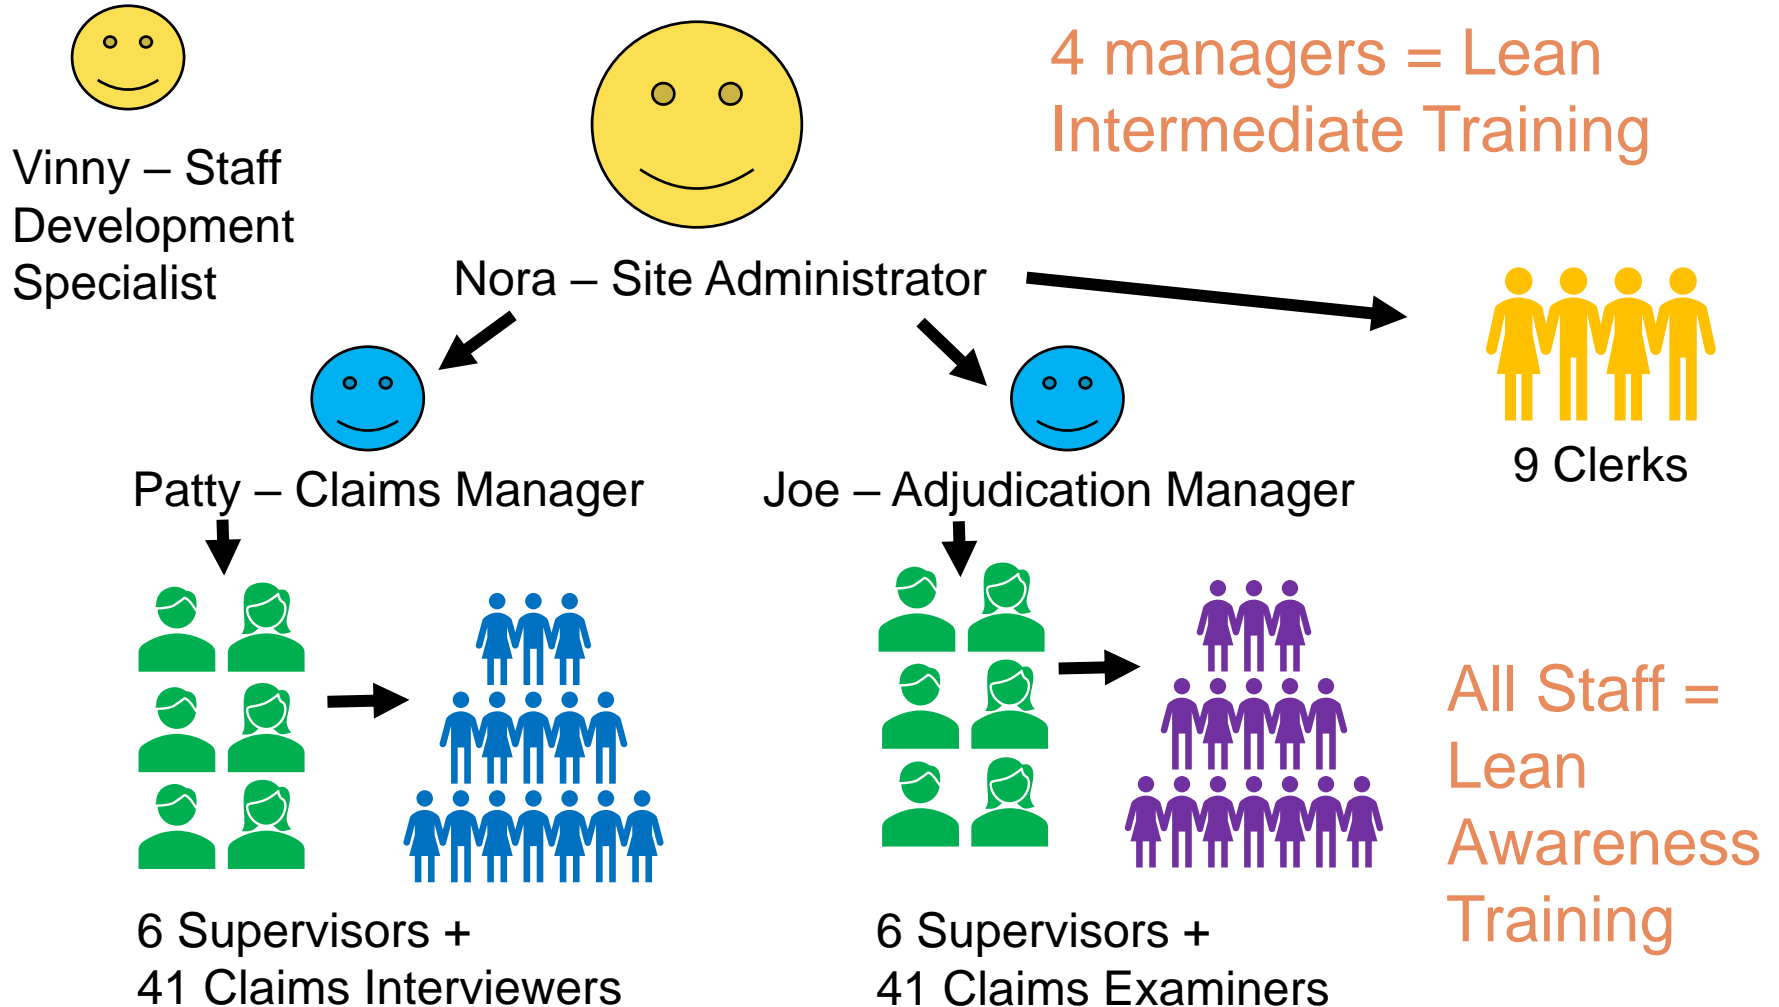 4 managers = Lean
Intermediate Training
Vinny – Staff
Development
Specialist
Nora – Site Administrator
9 Clerks
Patty – Claims Manager
Joe – Adjudication Manager
All Staff =
Lean
Awareness
Training
6 Supervisors +
41 Claims Interviewers
6 Supervisors +
41 Claims Examiners